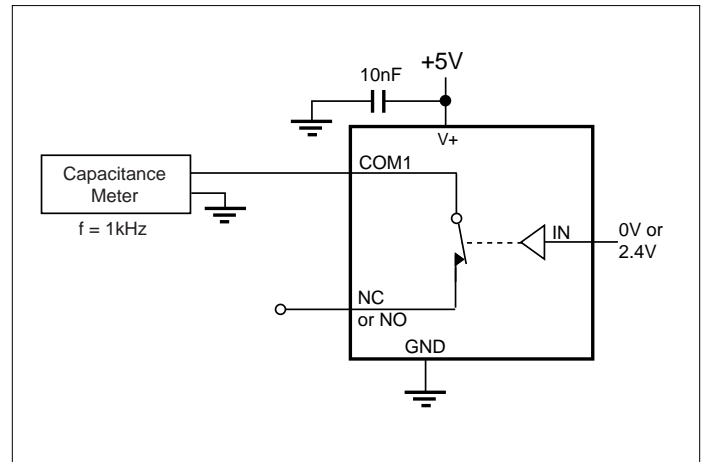 +5V
10nF
V+
COM1
Capacitance
Meter
f = 1kHz
IN
0V or
2.4V
NC
or NO
GND